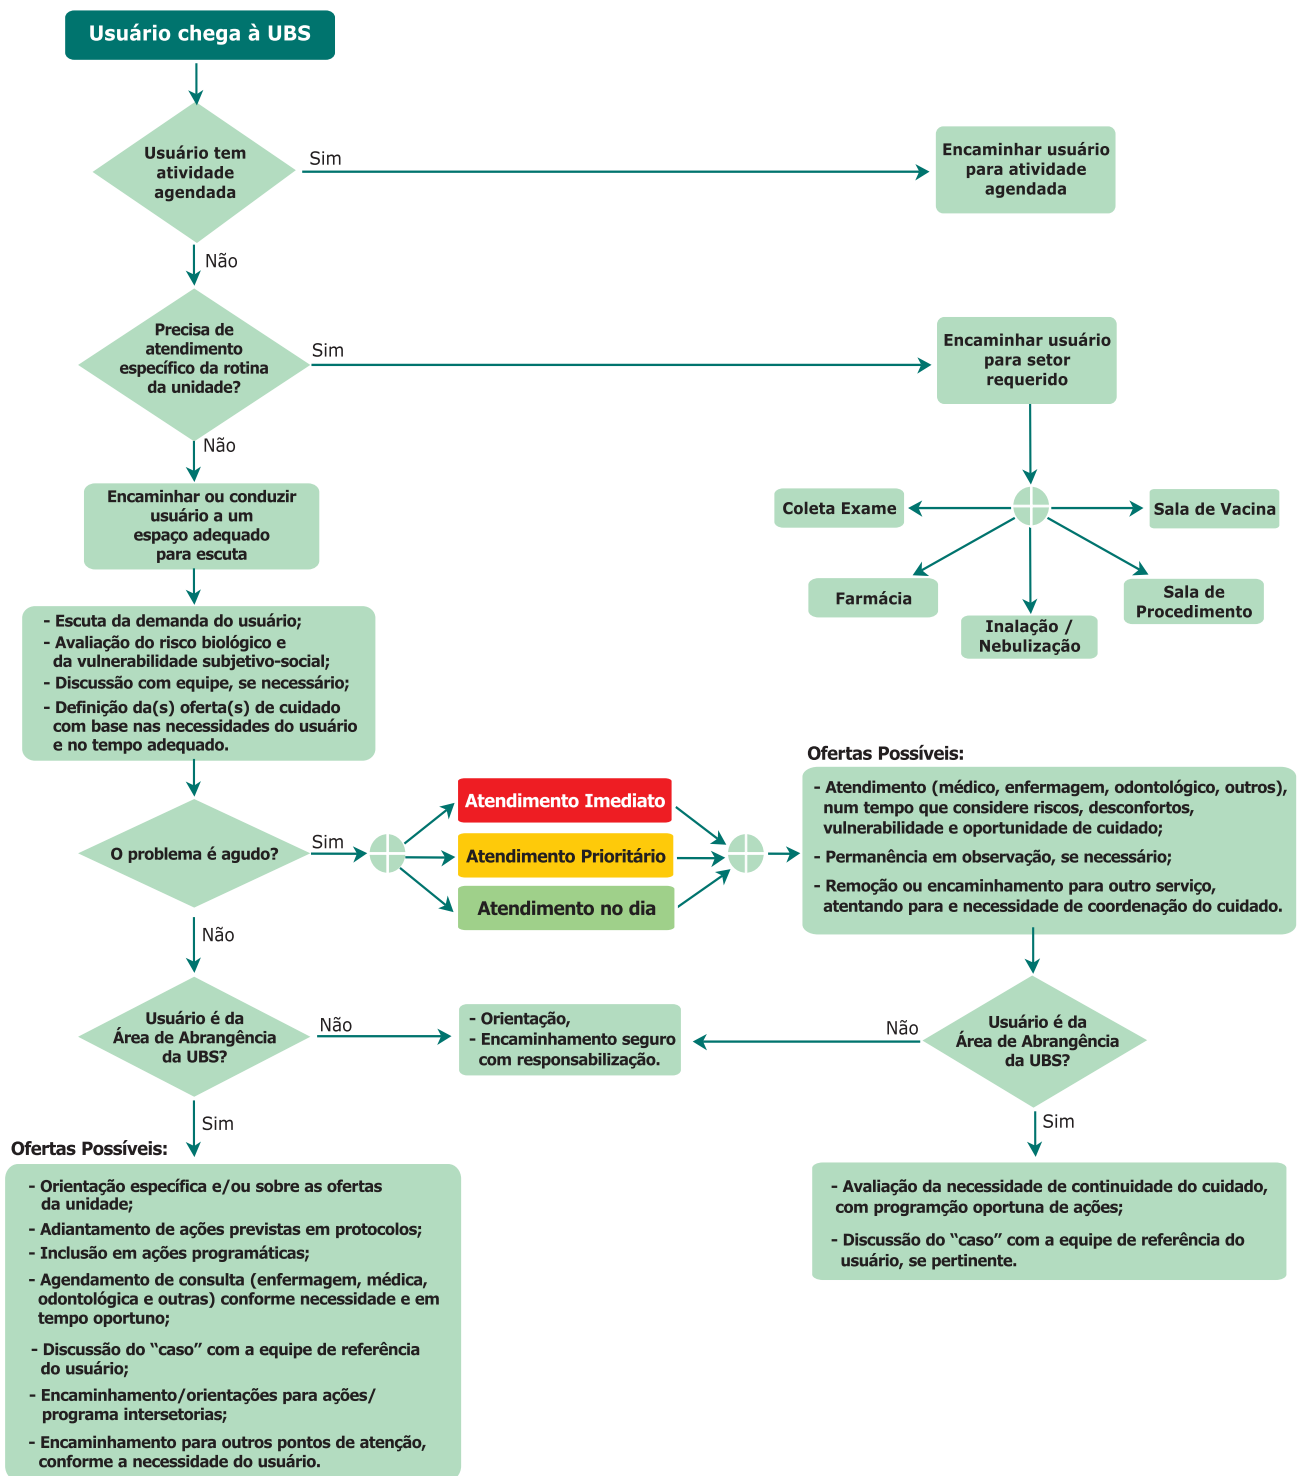 Usuário chega à UBS
Usuário tem
atividade
agendada
Sim
Encaminhar usuário
para atividade
agendada
Não
Precisa de
atendimento
específico da rotina
da unidade?
Sim
Encaminhar usuário
para setor
requerido
Não
Coleta Exame
Sala de Vacina
Farmácia
Sala de
Procedimento
Inalação /
Nebulização
Encaminhar ou conduzir
usuário a um
espaço adequado
para escuta
- Escuta da demanda do usuário;
- Avaliação do risco biológico e
da vulnerabilidade subjetivo-social;
- Discussão com equipe, se necessário;
- Definição da(s) oferta(s) de cuidado
com base nas necessidades do usuário
e no tempo adequado.
O problema é agudo?
Sim
Atendimento Imediato
Atendimento Prioritário
Atendimento no dia
Ofertas Possíveis:
- Atendimento (médico, enfermagem, odontológico, outros),
num tempo que considere riscos, desconfortos,
vulnerabilidade e oportunidade de cuidado;
- Permanência em observação, se necessário;
- Remoção ou encaminhamento para outro serviço,
atentando para e necessidade de coordenação do cuidado.
Não
Usuário é da
Área de Abrangência
da UBS?
Não
- Orientação,
- Encaminhamento seguro
com responsabilização.
Não
Usuário é da
Área de Abrangência
da UBS?
Sim
Ofertas Possíveis:
- Orientação específica e/ou sobre as ofertas
da unidade;
- Adiantamento de ações previstas em protocolos;
- Inclusão em ações programáticas;
- Agendamento de consulta (enfermagem, médica,
odontológica e outras) conforme necessidade e em
tempo oportuno;
- Discussão do “caso” com a equipe de referência
do usuário;
- Encaminhamento/orientações para ações/
programa intersetorias;
- Encaminhamento para outros pontos de atenção,
conforme a necessidade do usuário.
Sim
- Avaliação da necessidade de continuidade do cuidado,
com programção oportuna de ações;
- Discussão do “caso” com a equipe de referência do
usuário, se pertinente.